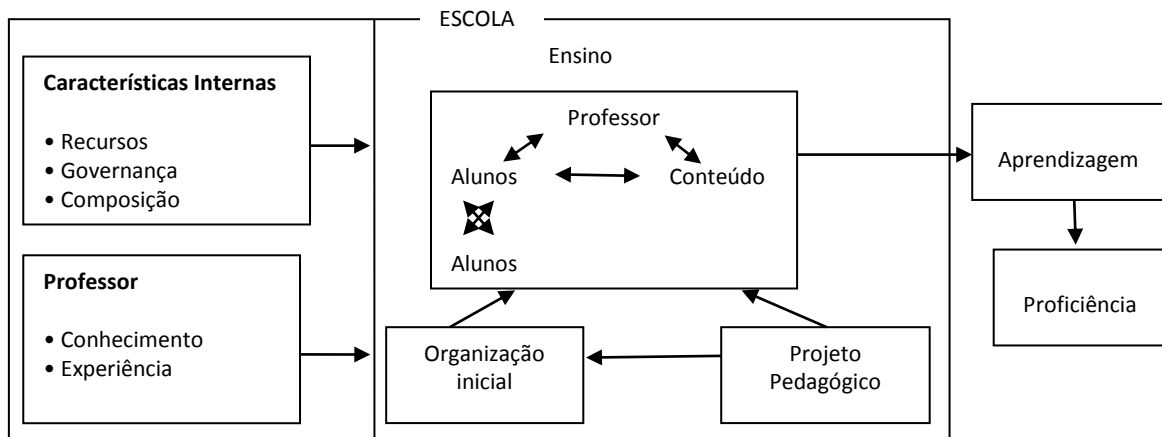 ESCOLA
Características Internas
• Recursos
• Governança
• Composição
Professor
• Conhecimento
• Experiência
Ensino
Professor
Alunos
Conteúdo
Alunos
Organização
inicial
Projeto
Pedagógico
Aprendizagem
Proficiência